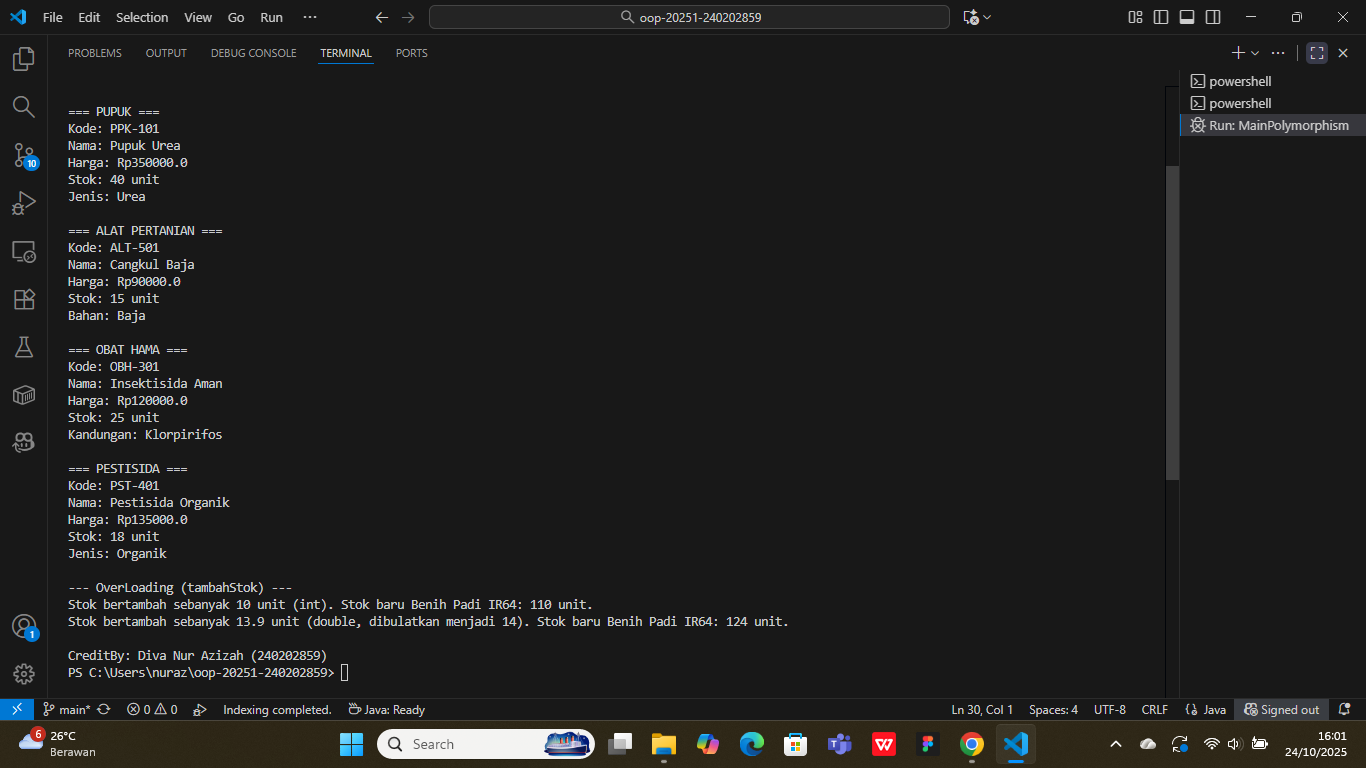 File Edit Selection View Go Run ···
oop-20251-240202859
PROBLEMS OUTPUT DEBUG CONSOLE TERMINAL PORTS
powershell
powershell
Run: MainPolymorphism
=== PUPUK ===
Kode: PPK-101
Nama: Pupuk Urea
Harga: Rp350000.0
Stok: 40 unit
Jenis: Urea
=== ALAT PERTANIAN ===
Kode: ALT-501
Nama: Cangkul Baja
Harga: Rp90000.0
Stok: 15 unit
Bahan: Baja
=== OBAT HAMA ===
Kode: OBH-301
Nama: Insektisida Aman
Harga: Rp120000.0
Stok: 25 unit
Kandungan: Klorpirifos
=== PESTISIDA ===
Kode: PST-401
Nama: Pestisida Organik
Harga: Rp135000.0
Stok: 18 unit
Jenis: Organik
--- OverLoading (tambahStok) ---
Stok bertambah sebanyak 10 unit (int). Stok baru Benih Padi IR64: 110 unit.
Stok bertambah sebanyak 13.9 unit (double, dibulatkan menjadi 14). Stok baru Benih Padi IR64: 124 unit.
CreditBy: Diva Nur Azizah (240202859)
PS C:\Users\nuraz\oop-20251-240202859>
10
1
main* 0 0 Indexing completed. Java: Ready Ln 30, Col 1 Spaces: 4 UTF-8 CRLF Java Signed out
6
26°C
Berawan
Search
16:01
24/10/2025